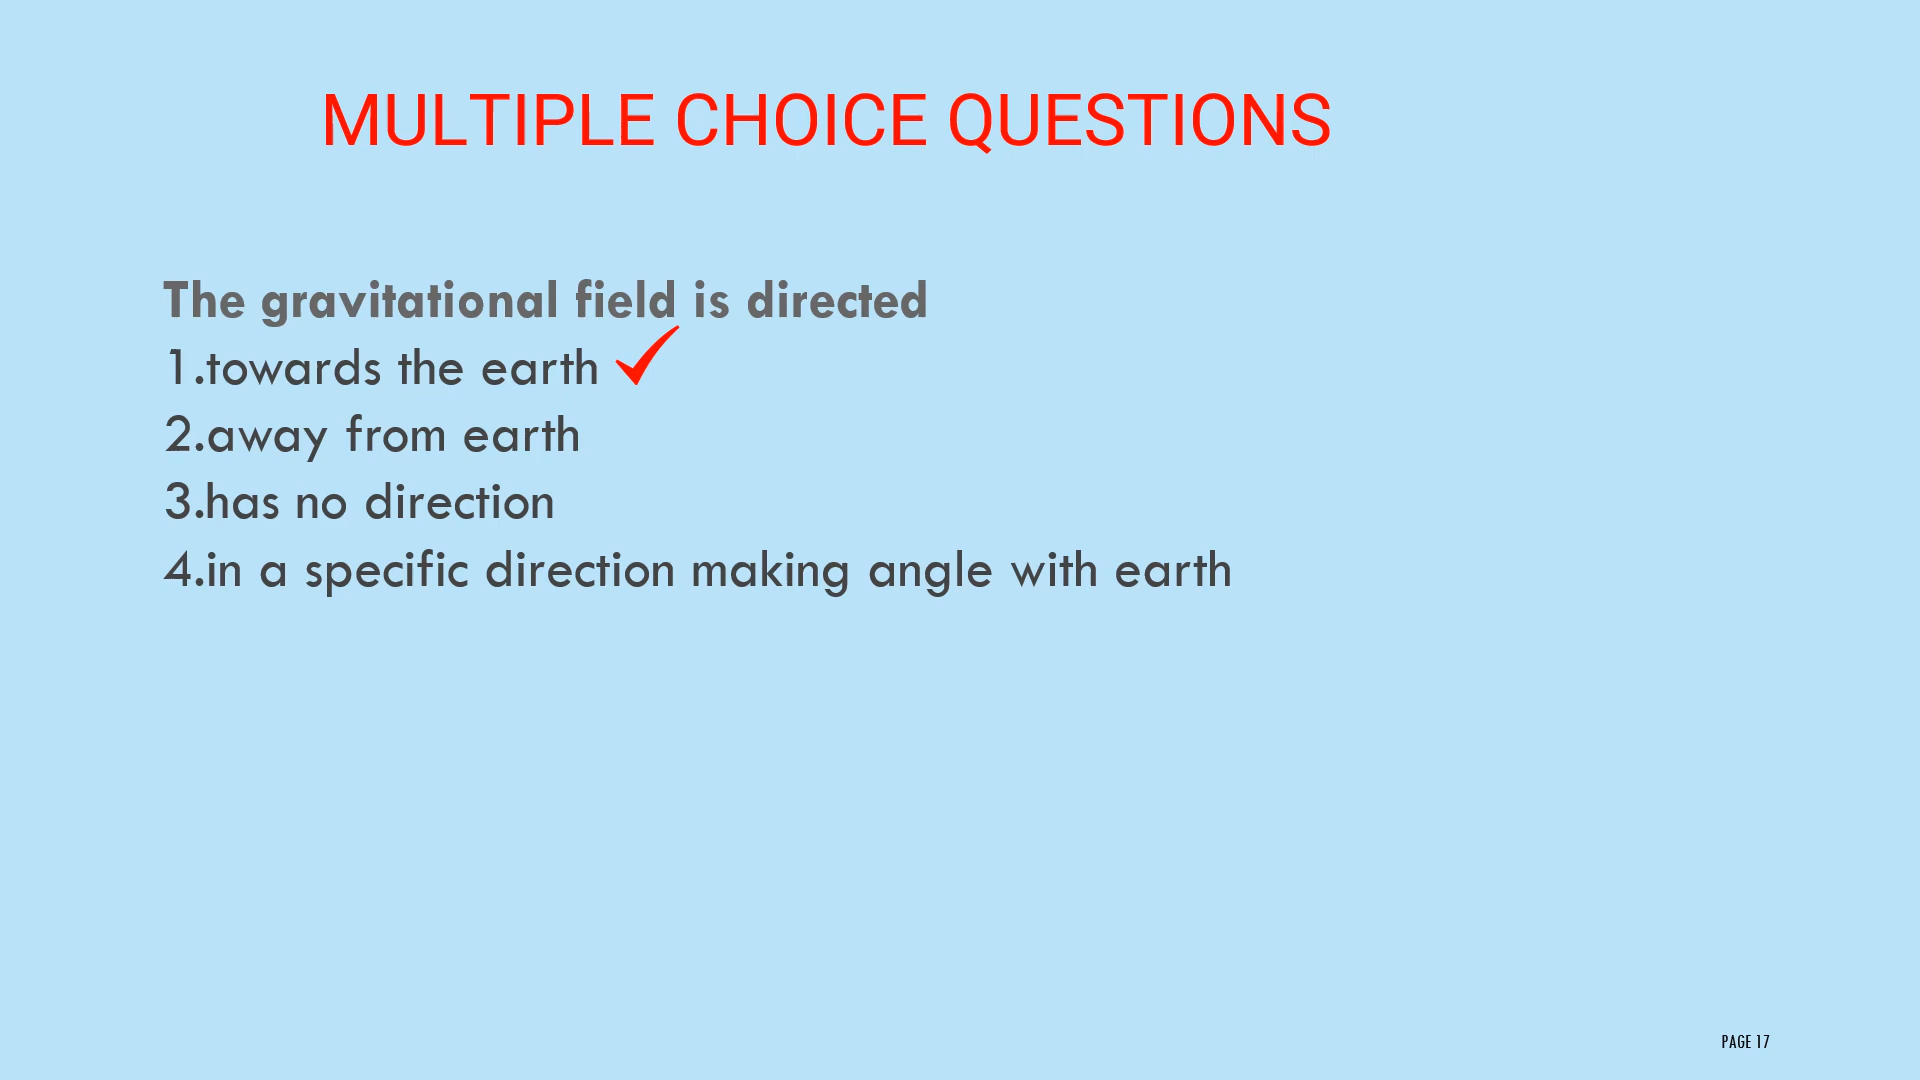 MULTIPLE CHOICE QUESTIONS
The gravitational field is directed
1.towards the earth
2.away from earth
3.has no direction
4.in a specific direction making angle with earth
PAGE 17